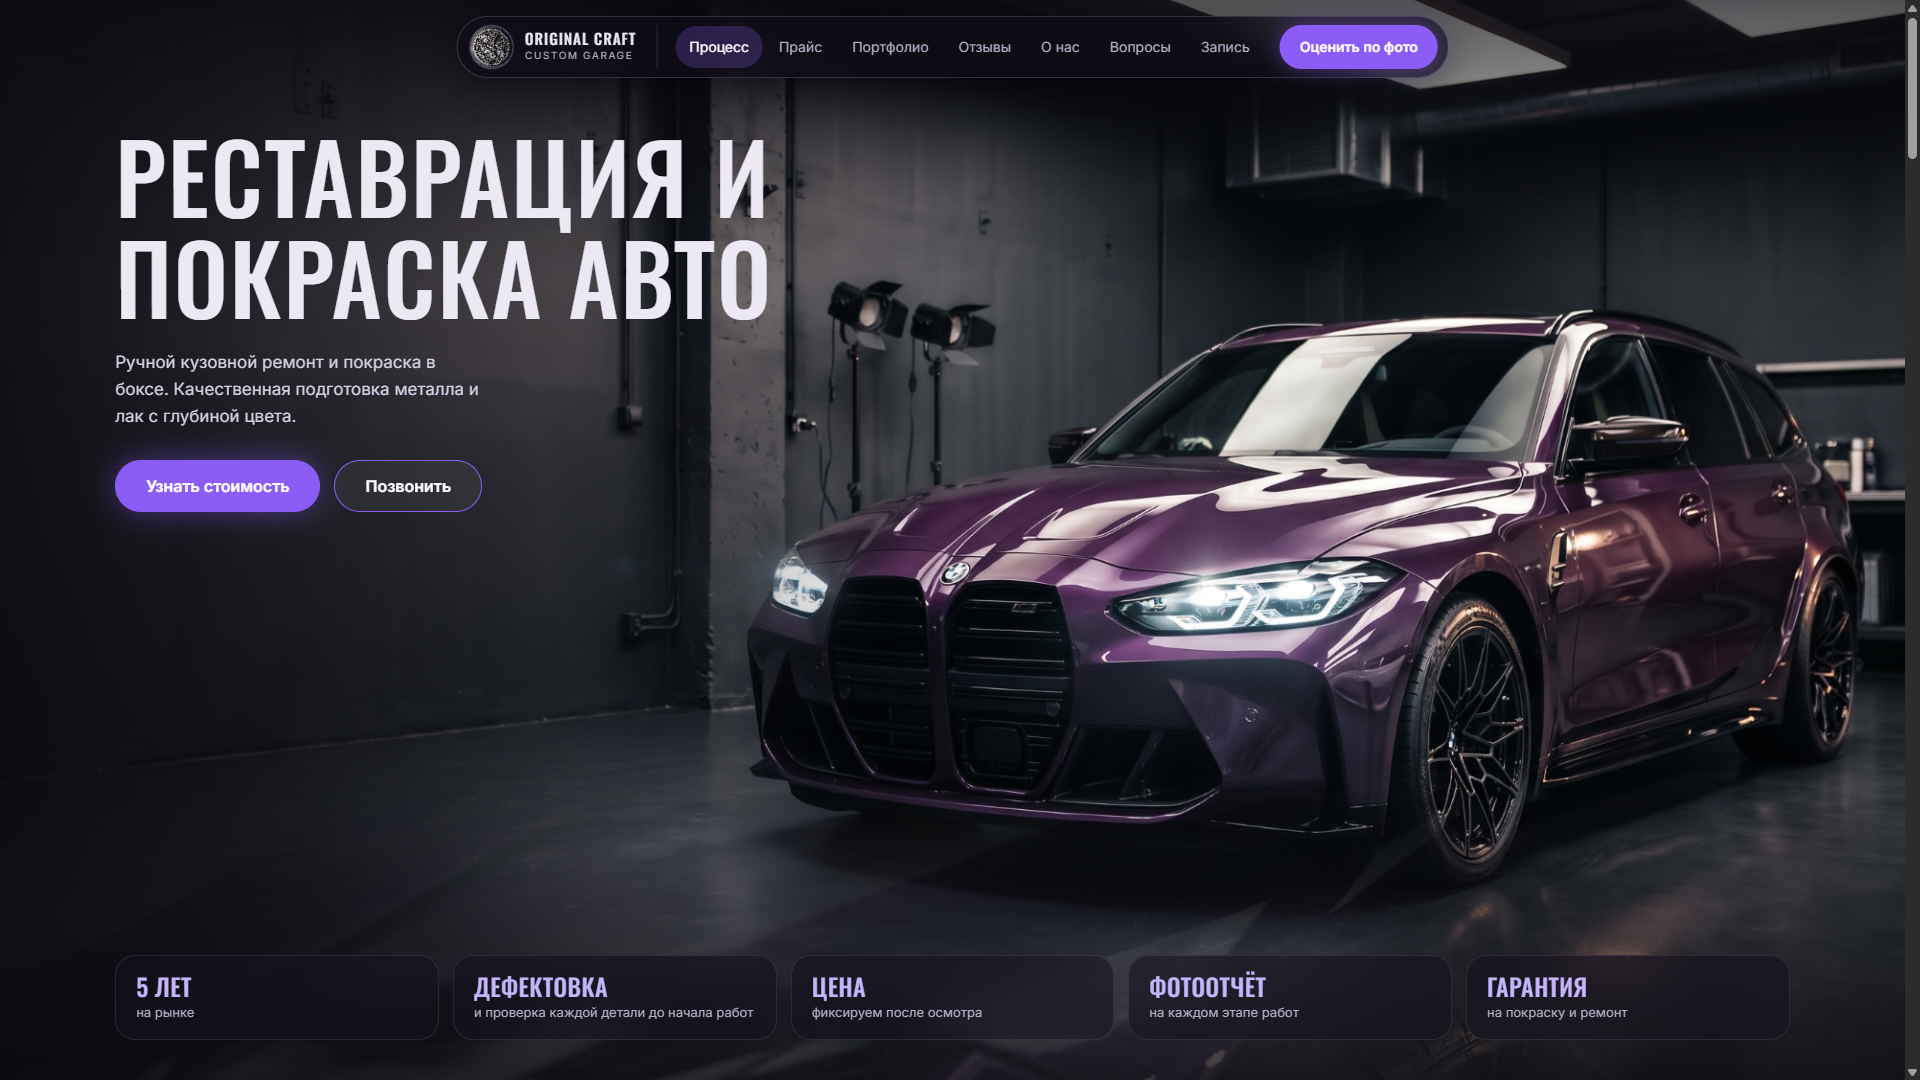 ORIGINAL CRAFT
CUSTOM GARAGE
Процесс
Прайс
Портфолио
Отзывы
О нас
Вопросы
Запись
Оценить по фото
РЕСТАВРАЦИЯ И
ПОКРАСКА АВТО
Ручной кузовной ремонт и покраска в
боксе. Качественная подготовка металла и
лак с глубиной цвета.
Узнать стоимость
Позвонить
5 ЛЕТ
на рынке
ДЕФЕКТОВКА
и проверка каждой детали до начала работ
ЦЕНА
фиксируем после осмотра
ФОТООТЧЁТ
на каждом этапе работ
ГАРАНТИЯ
на покраску и ремонт